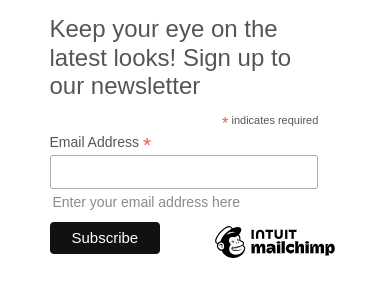 Keep your eye on the
latest looks! Sign up to
our newsletter
* indicates required
Email Address *
Enter your email address here
Subscribe
INTUIT
mailchimp